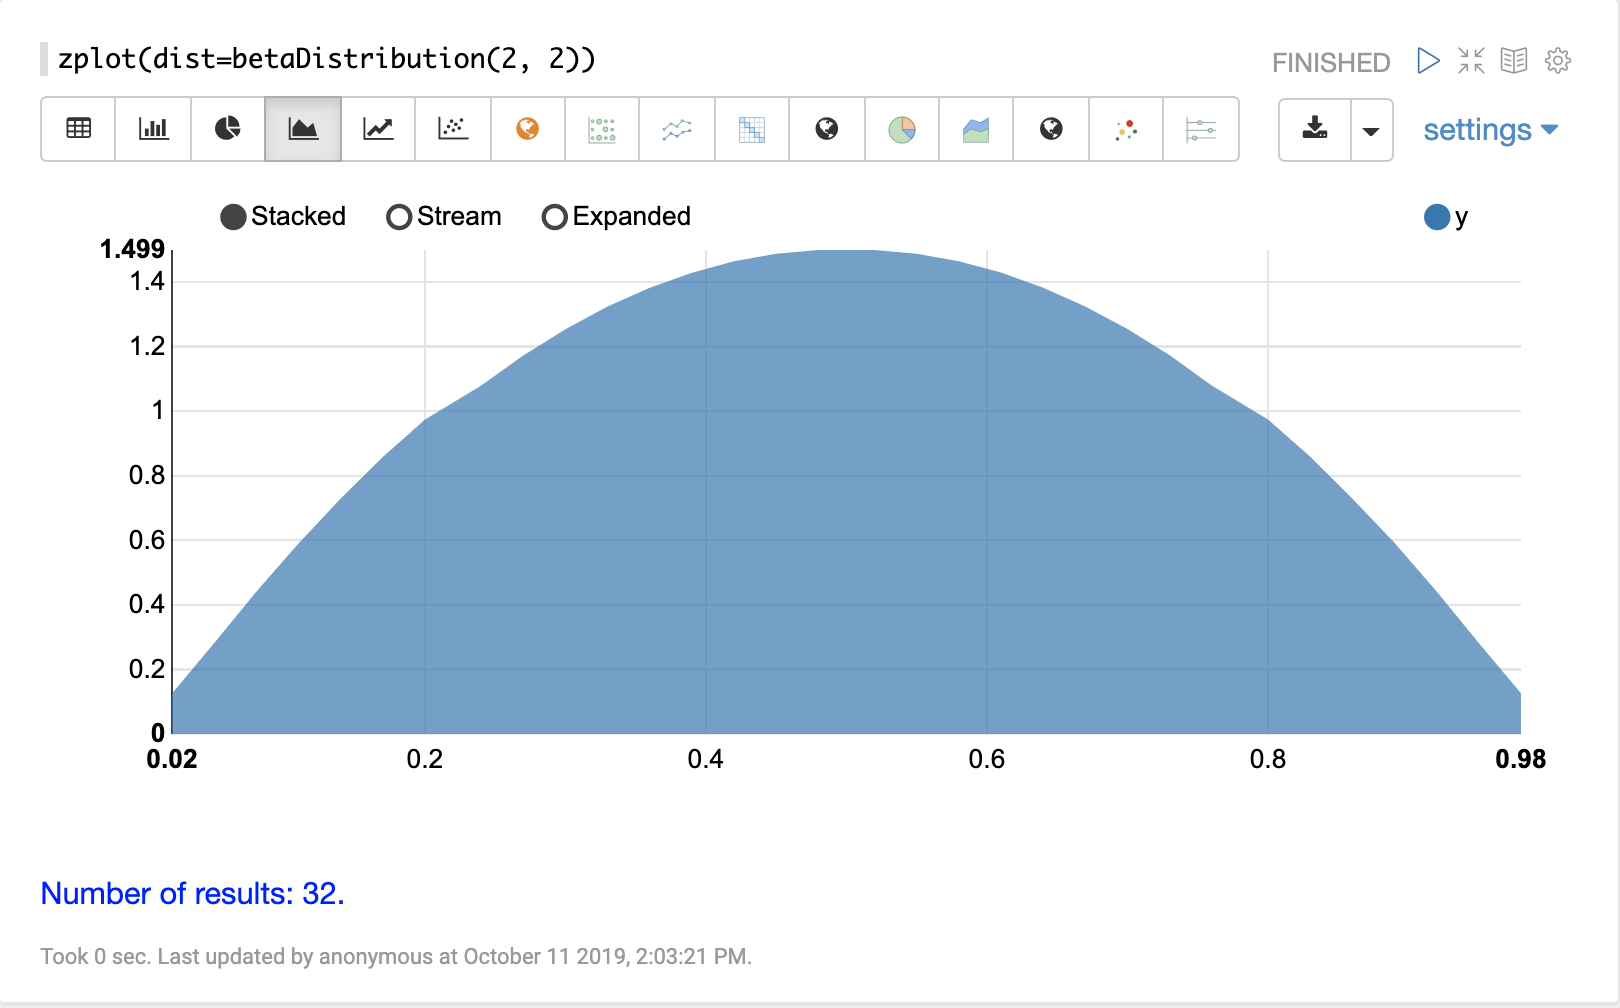 zplot(dist=betaDistribution(2, 2))
FINISHED
settings
Stacked Stream Expanded
y
1.499
1.4
1.2
1
0.8
0.6
0.4
0.2
0
0.02 0.2 0.4 0.6 0.8 0.98
Number of results: 32.
Took 0 sec. Last updated by anonymous at October 11 2019, 2:03:21 PM.